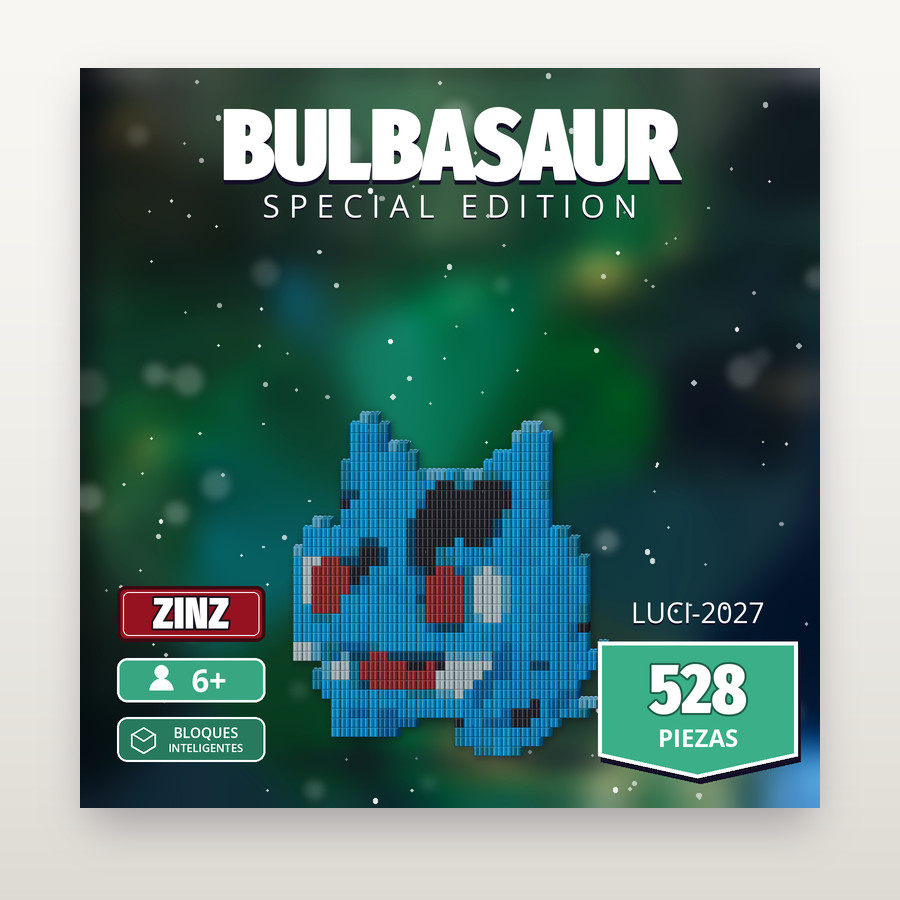 BULBASAUR
SPECIAL EDITION
ZINZ
6+
BLOQUES
INTELIGENTES
LUCI-2027
528
PIEZAS